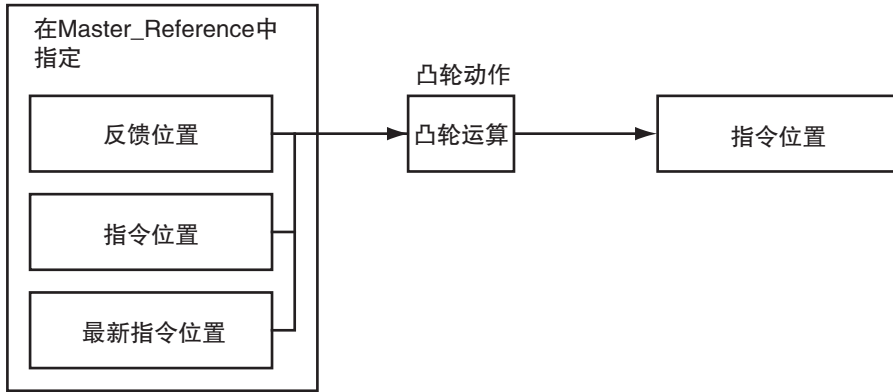 在Master_Reference中
指定
反馈位置
指令位置
最新指令位置
凸轮动作
凸轮运算
指令位置